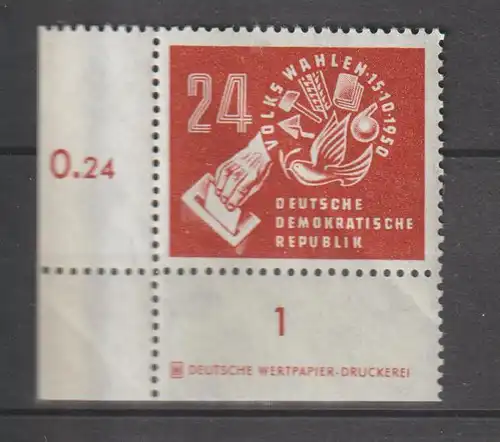 24
VOLKSWAHLEN·15·10·1950
0.24
DEUTSCHE
DEMOKRATISCHE
REPUBLIK
1
DEUTSCHE WERTPAPIER-DRUCKEREI